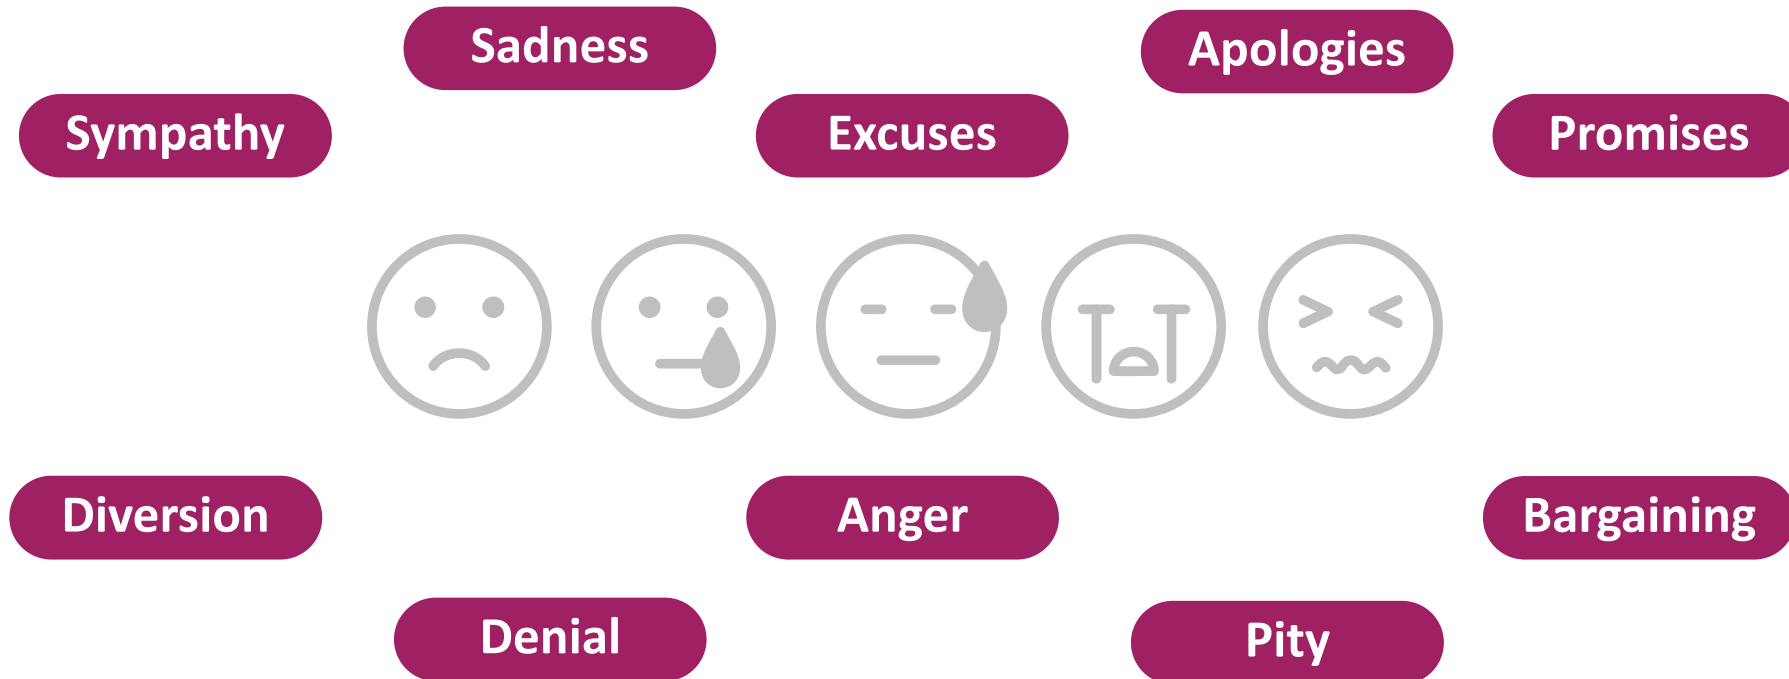 Sadness
Apologies
Sympathy
Excuses
Promises
Diversion
Anger
Bargaining
Denial
Pity